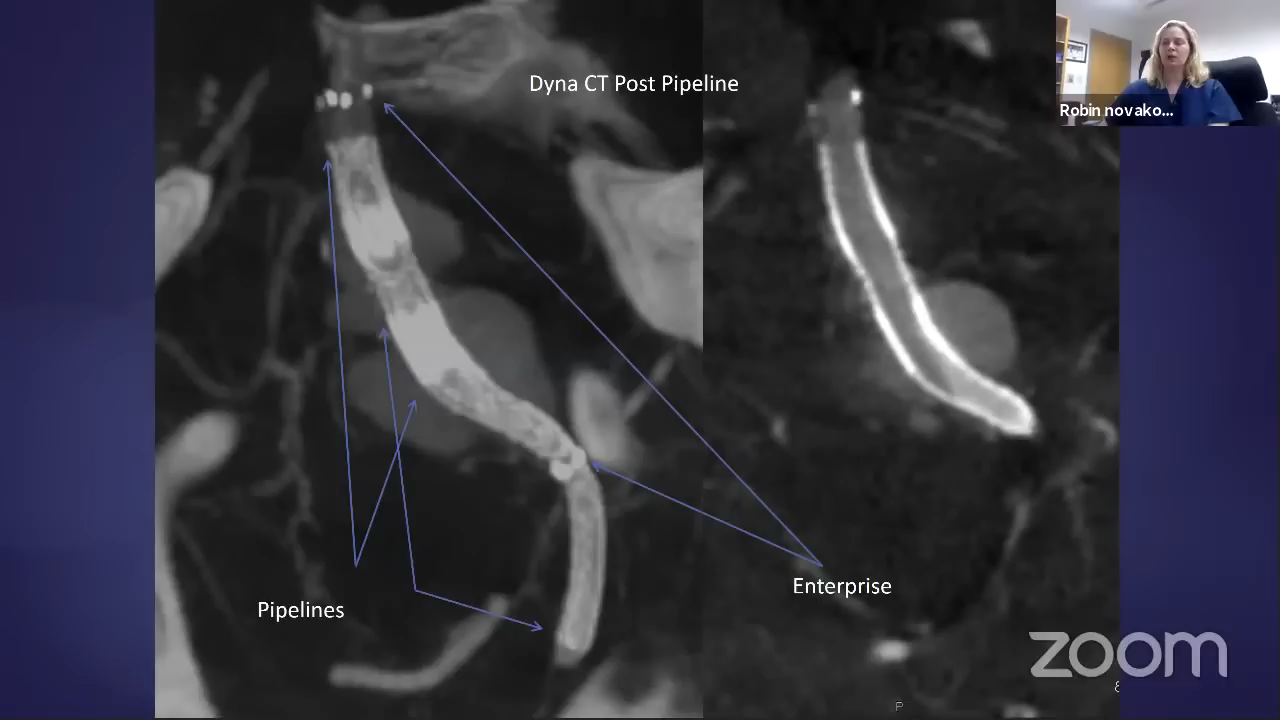 Dyna CT Post Pipeline
Robin novako...
Pipelines
Enterprise
zoom
P